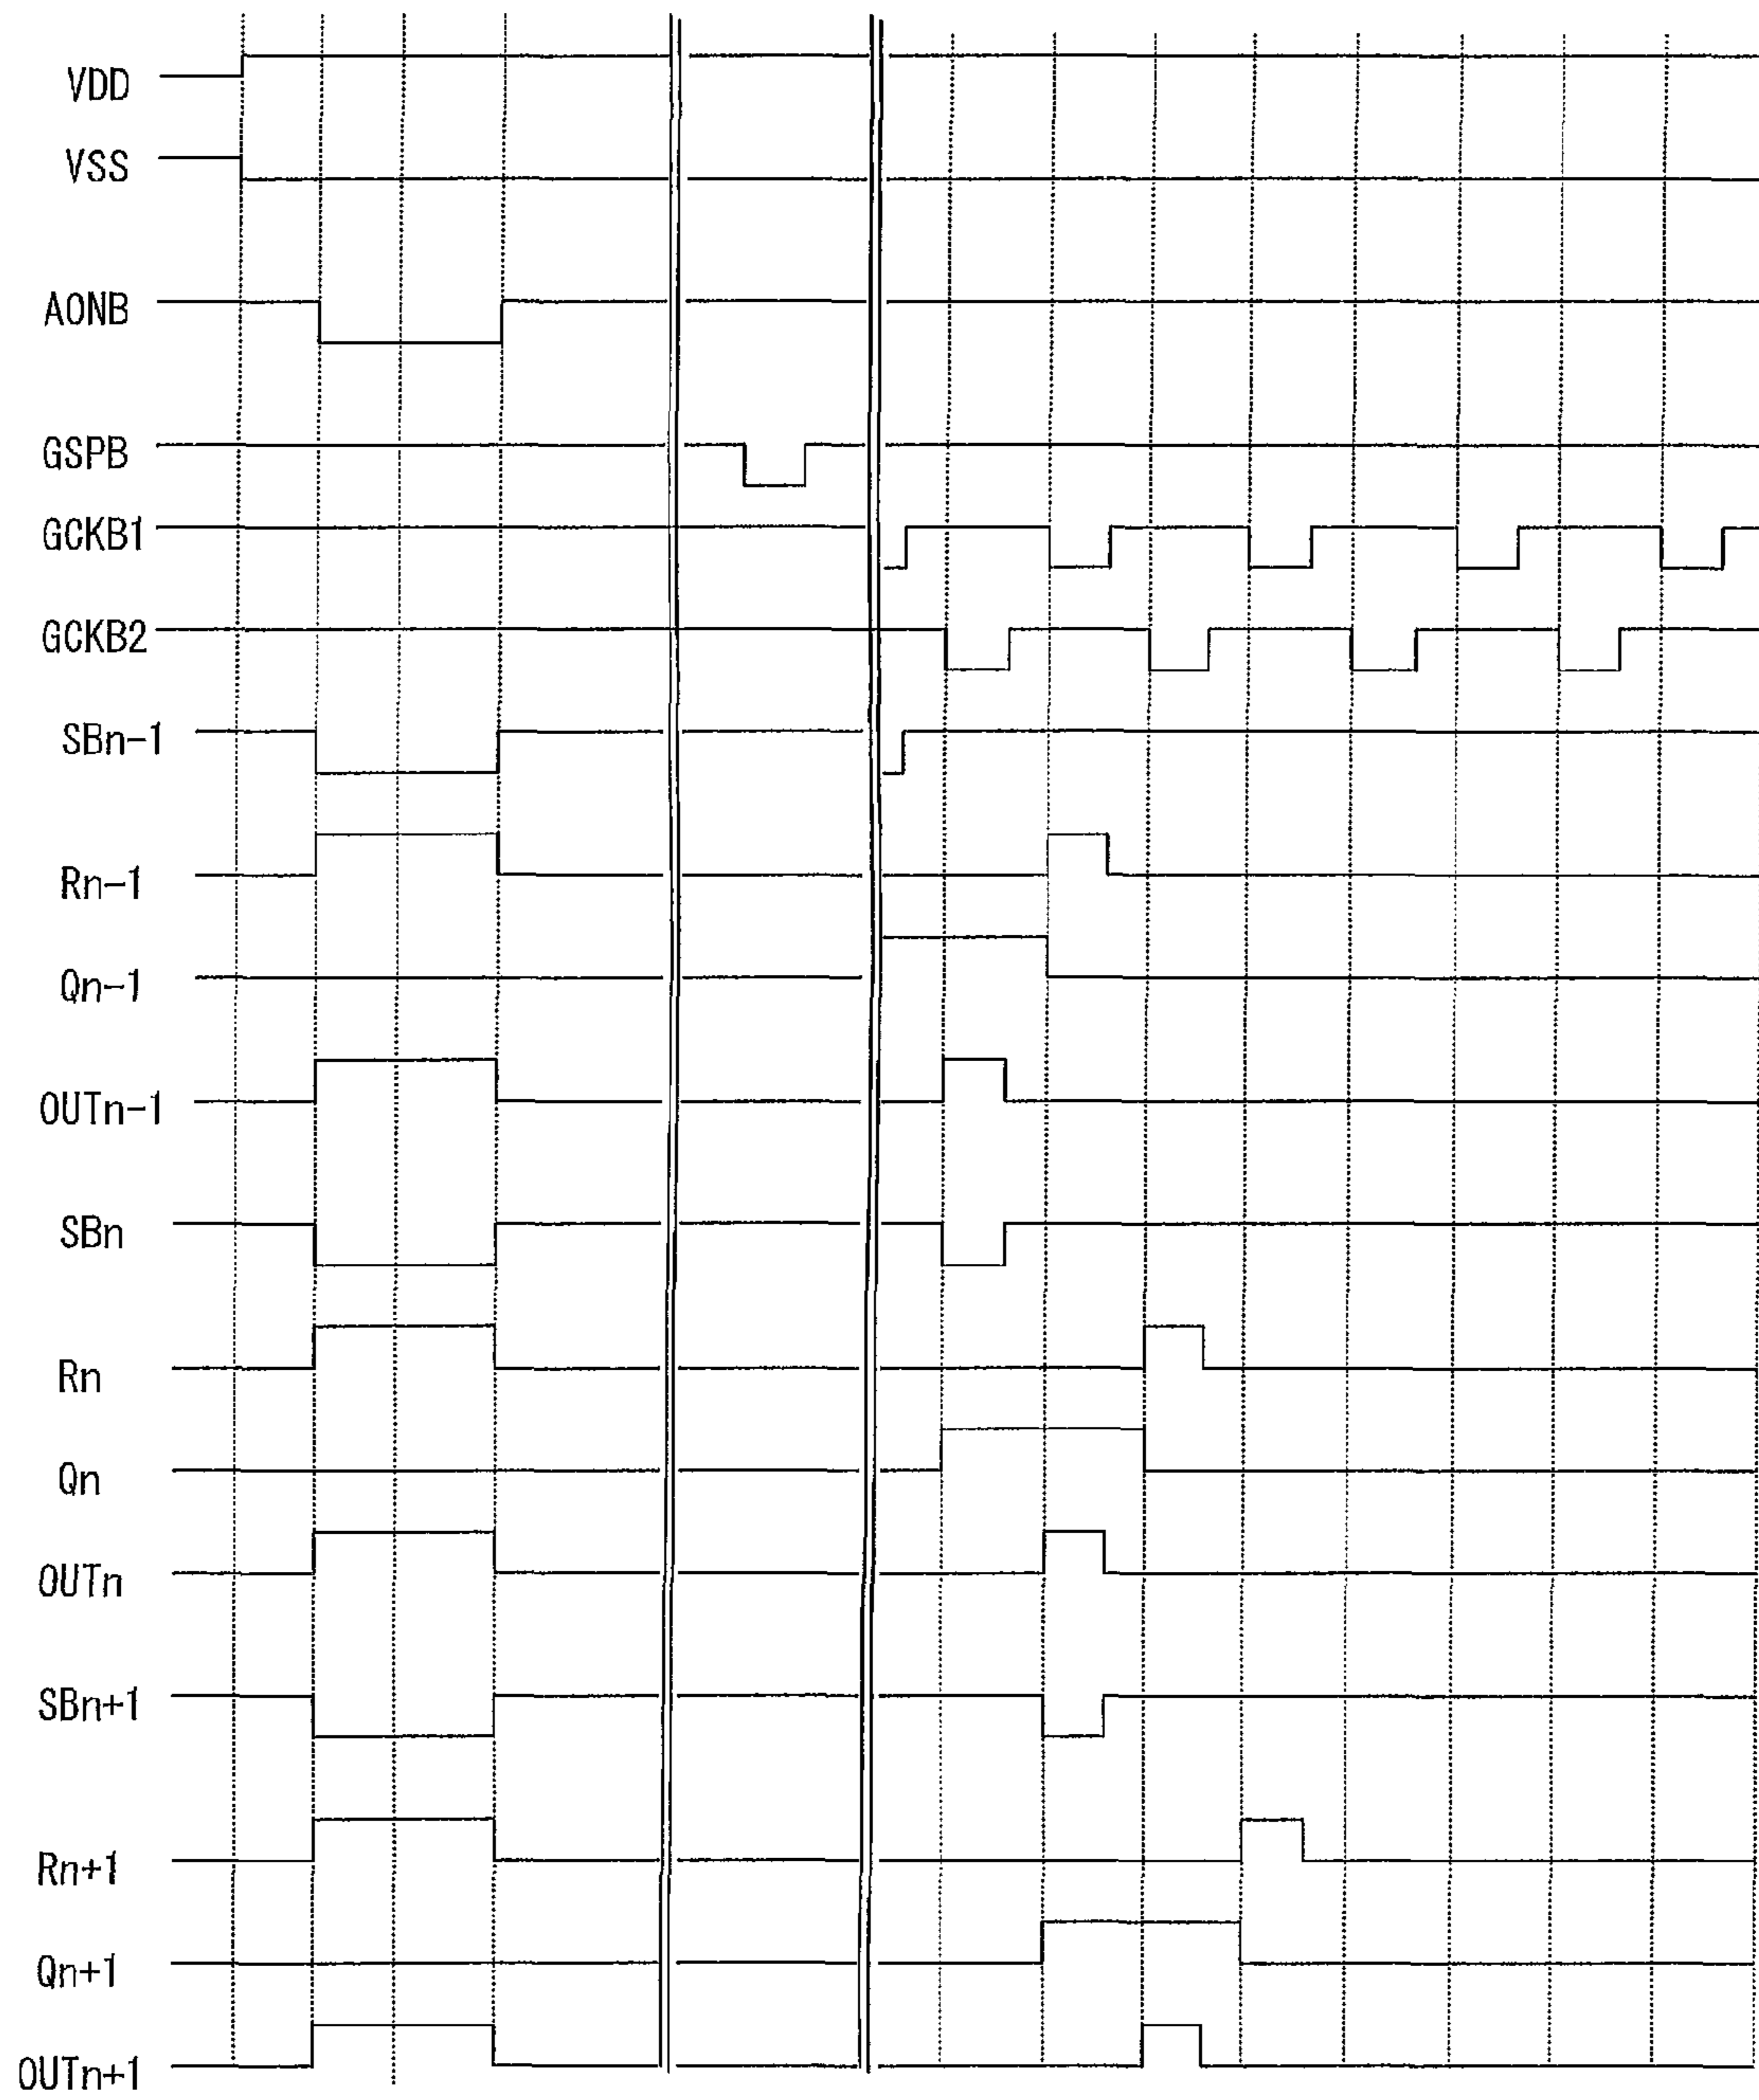 VDD
VSS
AONB
GSPB
GCKB1
GCKB2
SBn-1
Rn-1
Qn-1
OUTn-1
SBn
Rn
Qn
OUTn
SBn+1
Rn+1
Qn+1
OUTn+1